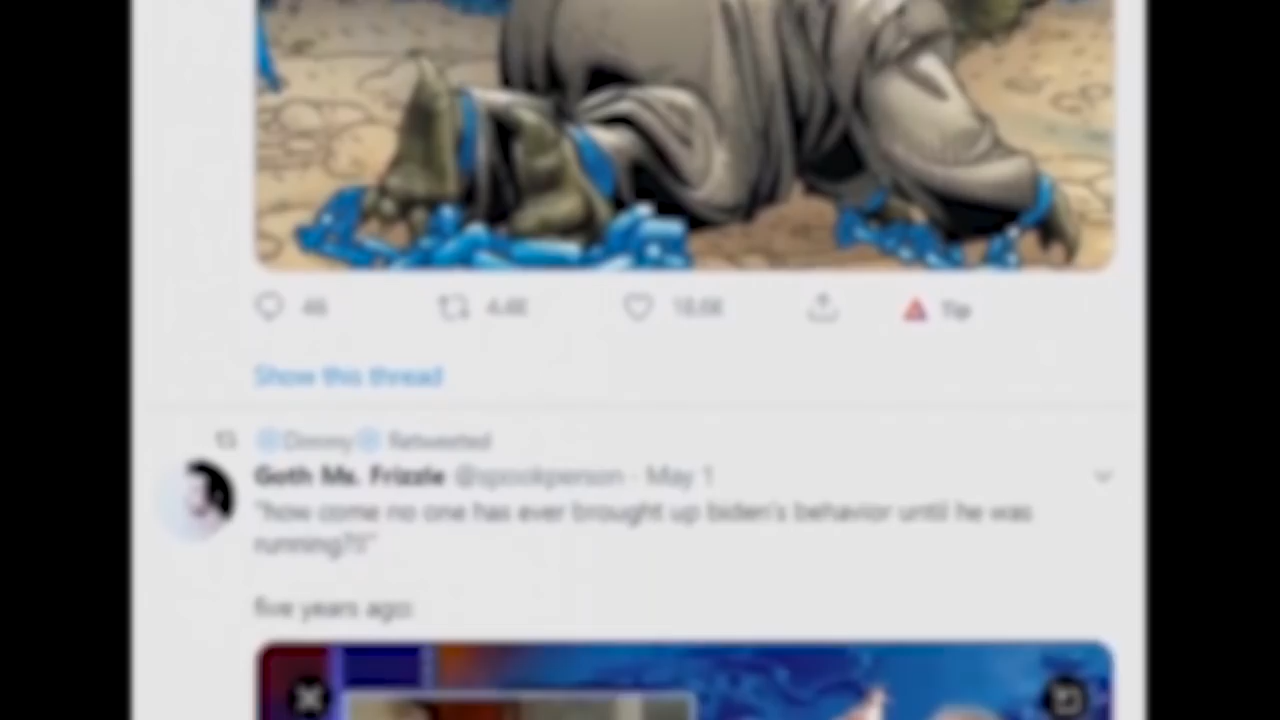 46 4.4K 18.6K Tip
Show this thread
Retweeted
Goth Ms. Frizzle @spookperson · May 1
"how come no one has ever brought up biden's behavior until he was
running?!!"
five years ago: